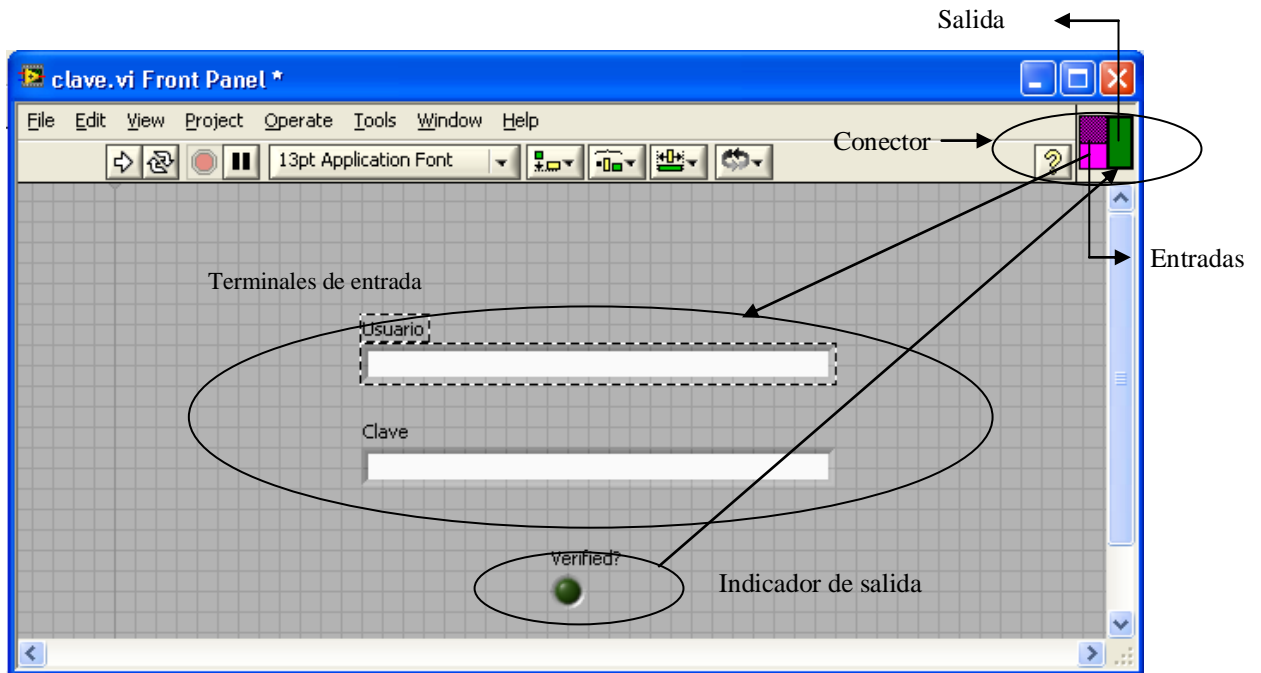 Salida
clave.vi Front Panel *
File Edit View Project Operate Tools Window Help
Conector
13pt Application Font
?
Entradas
Terminales de entrada
Usuario
Clave
Verified?
Indicador de salida